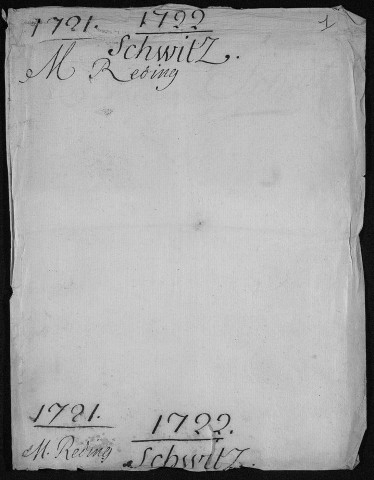 1721. 1722 1
Schwitz.
M Reding
1721. 1722.
M. Reding Schwitz.